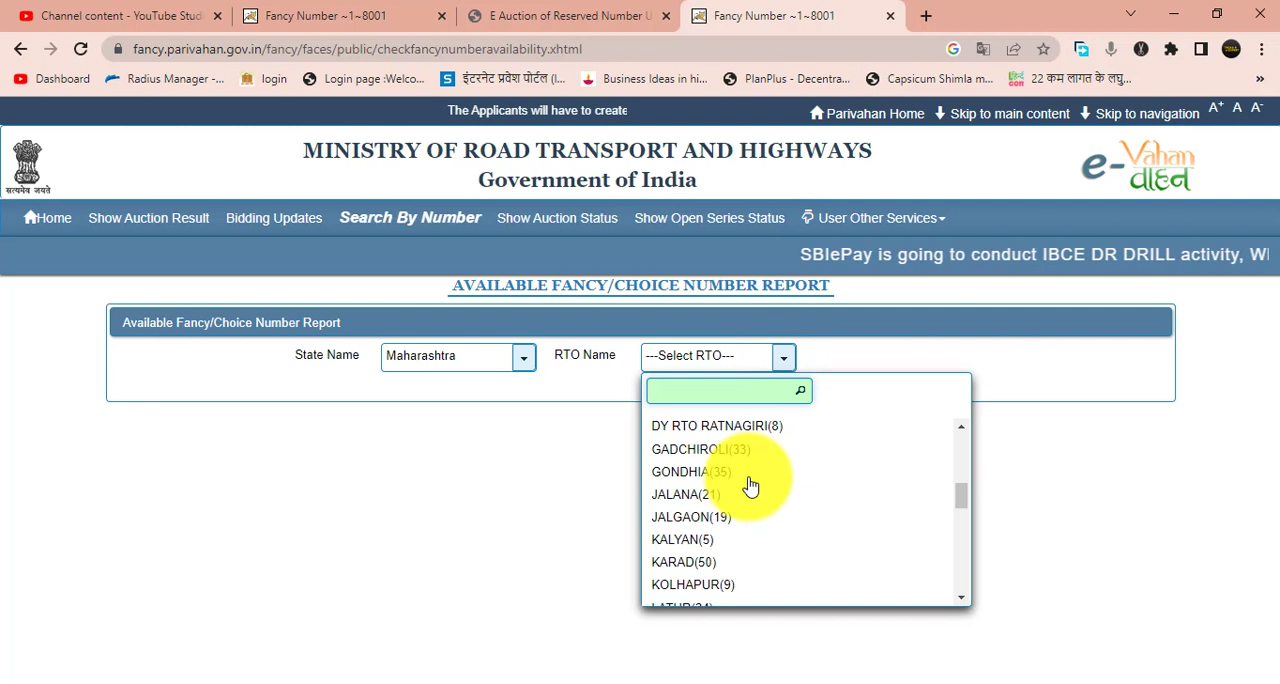 Channel content - YouTube Studi
Fancy Number ~1~8001
E Auction of Reserved Number U
Fancy Number ~1~8001
fancy.parivahan.gov.in/fancy/faces/public/checkfancynumberavailability.xhtml
Dashboard
Radius Manager -...
login
Login page :Welco...
इंटरनेट प्रवेश पोर्टल (I...
Business Ideas in hi...
PlanPlus - Decentra...
Capsicum Shimla m...
22 कम लागत के लघु...
»
The Applicants will have to create
Parivahan Home
Skip to main content
Skip to navigation
A+ A A-
सत्यमेव जयते
MINISTRY OF ROAD TRANSPORT AND HIGHWAYS
Government of India
e-Vahan
वाहन
Home
Show Auction Result
Bidding Updates
Search By Number
Show Auction Status
Show Open Series Status
User Other Services
SBIePay is going to conduct IBCE DR DRILL activity, WI
AVAILABLE FANCY/CHOICE NUMBER REPORT
Available Fancy/Choice Number Report
State Name
Maharashtra
RTO Name
---Select RTO---
DY RTO RATNAGIRI(8)
GADCHIROLI(33)
GONDHIA(35)
JALANA(21)
JALGAON(19)
KALYAN(5)
KARAD(50)
KOLHAPUR(9)